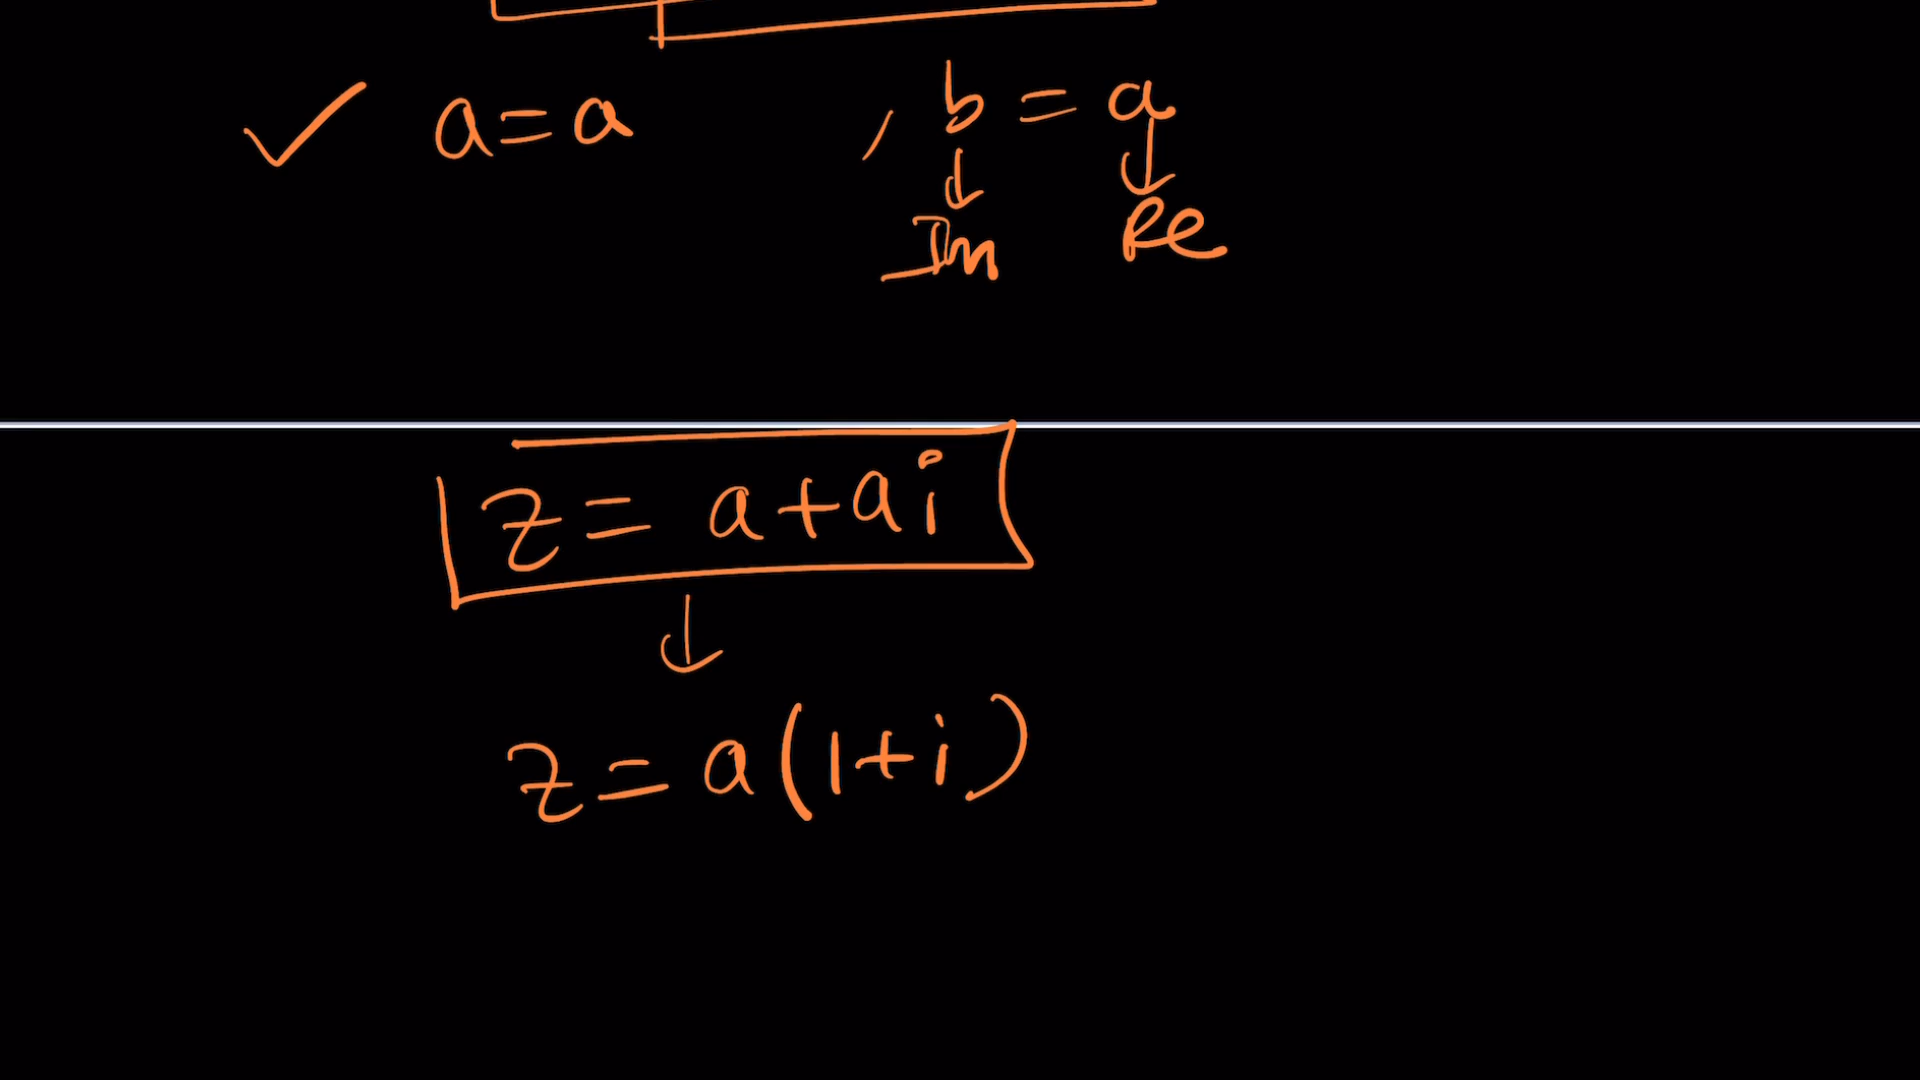 a = a , b = a
Im Re
z = a + ai
z = a(1+i)